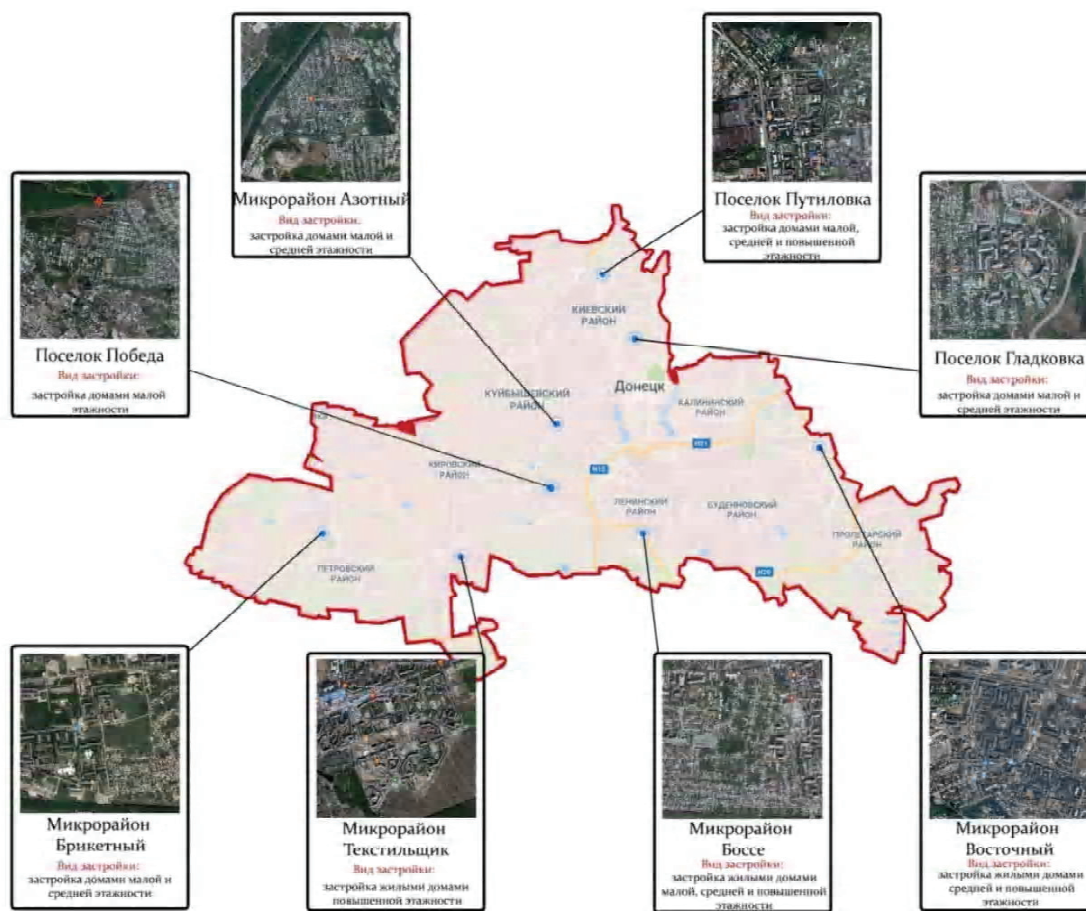 Микрорайон Азотный
Вид застройки:
застройка домами малой и
средней этажности
Поселок Путиловка
Вид застройки:
застройка домами малой,
средней и повышенной
этажности
Поселок Победа
Вид застройки:
застройка домами малой
этажности
Поселок Гладковка
Вид застройки:
застройка домами малой и
и средней этажности
КИЕВСКИЙ
РАЙОН
Донецк
КУЙБЫШЕВСКИЙ
РАЙОН
КАЛИНИНСКИЙ
РАЙОН
H21
КИРОВСКИЙ
РАЙОН
H15
ЛЕНИНСКИЙ
РАЙОН
БУДЕННОВСКИЙ
РАЙОН
ПРОЛЕТАРСКИЙ
РАЙОН
ПЕТРОВСКИЙ
РАЙОН
H20
Микрорайон
Брикетный
Вид застройки:
застройка домами малой и
средней этажности
Микрорайон
Текстильщик
Вид застройки:
застройка жилыми домами
повышенной этажности
Микрорайон
Боссе
Вид застройки:
застройка жилыми домами
малой, средней и повышенной
этажности
Микрорайон
Восточный
Вид застройки:
застройка жилыми домами
средней и повышенной
этажности